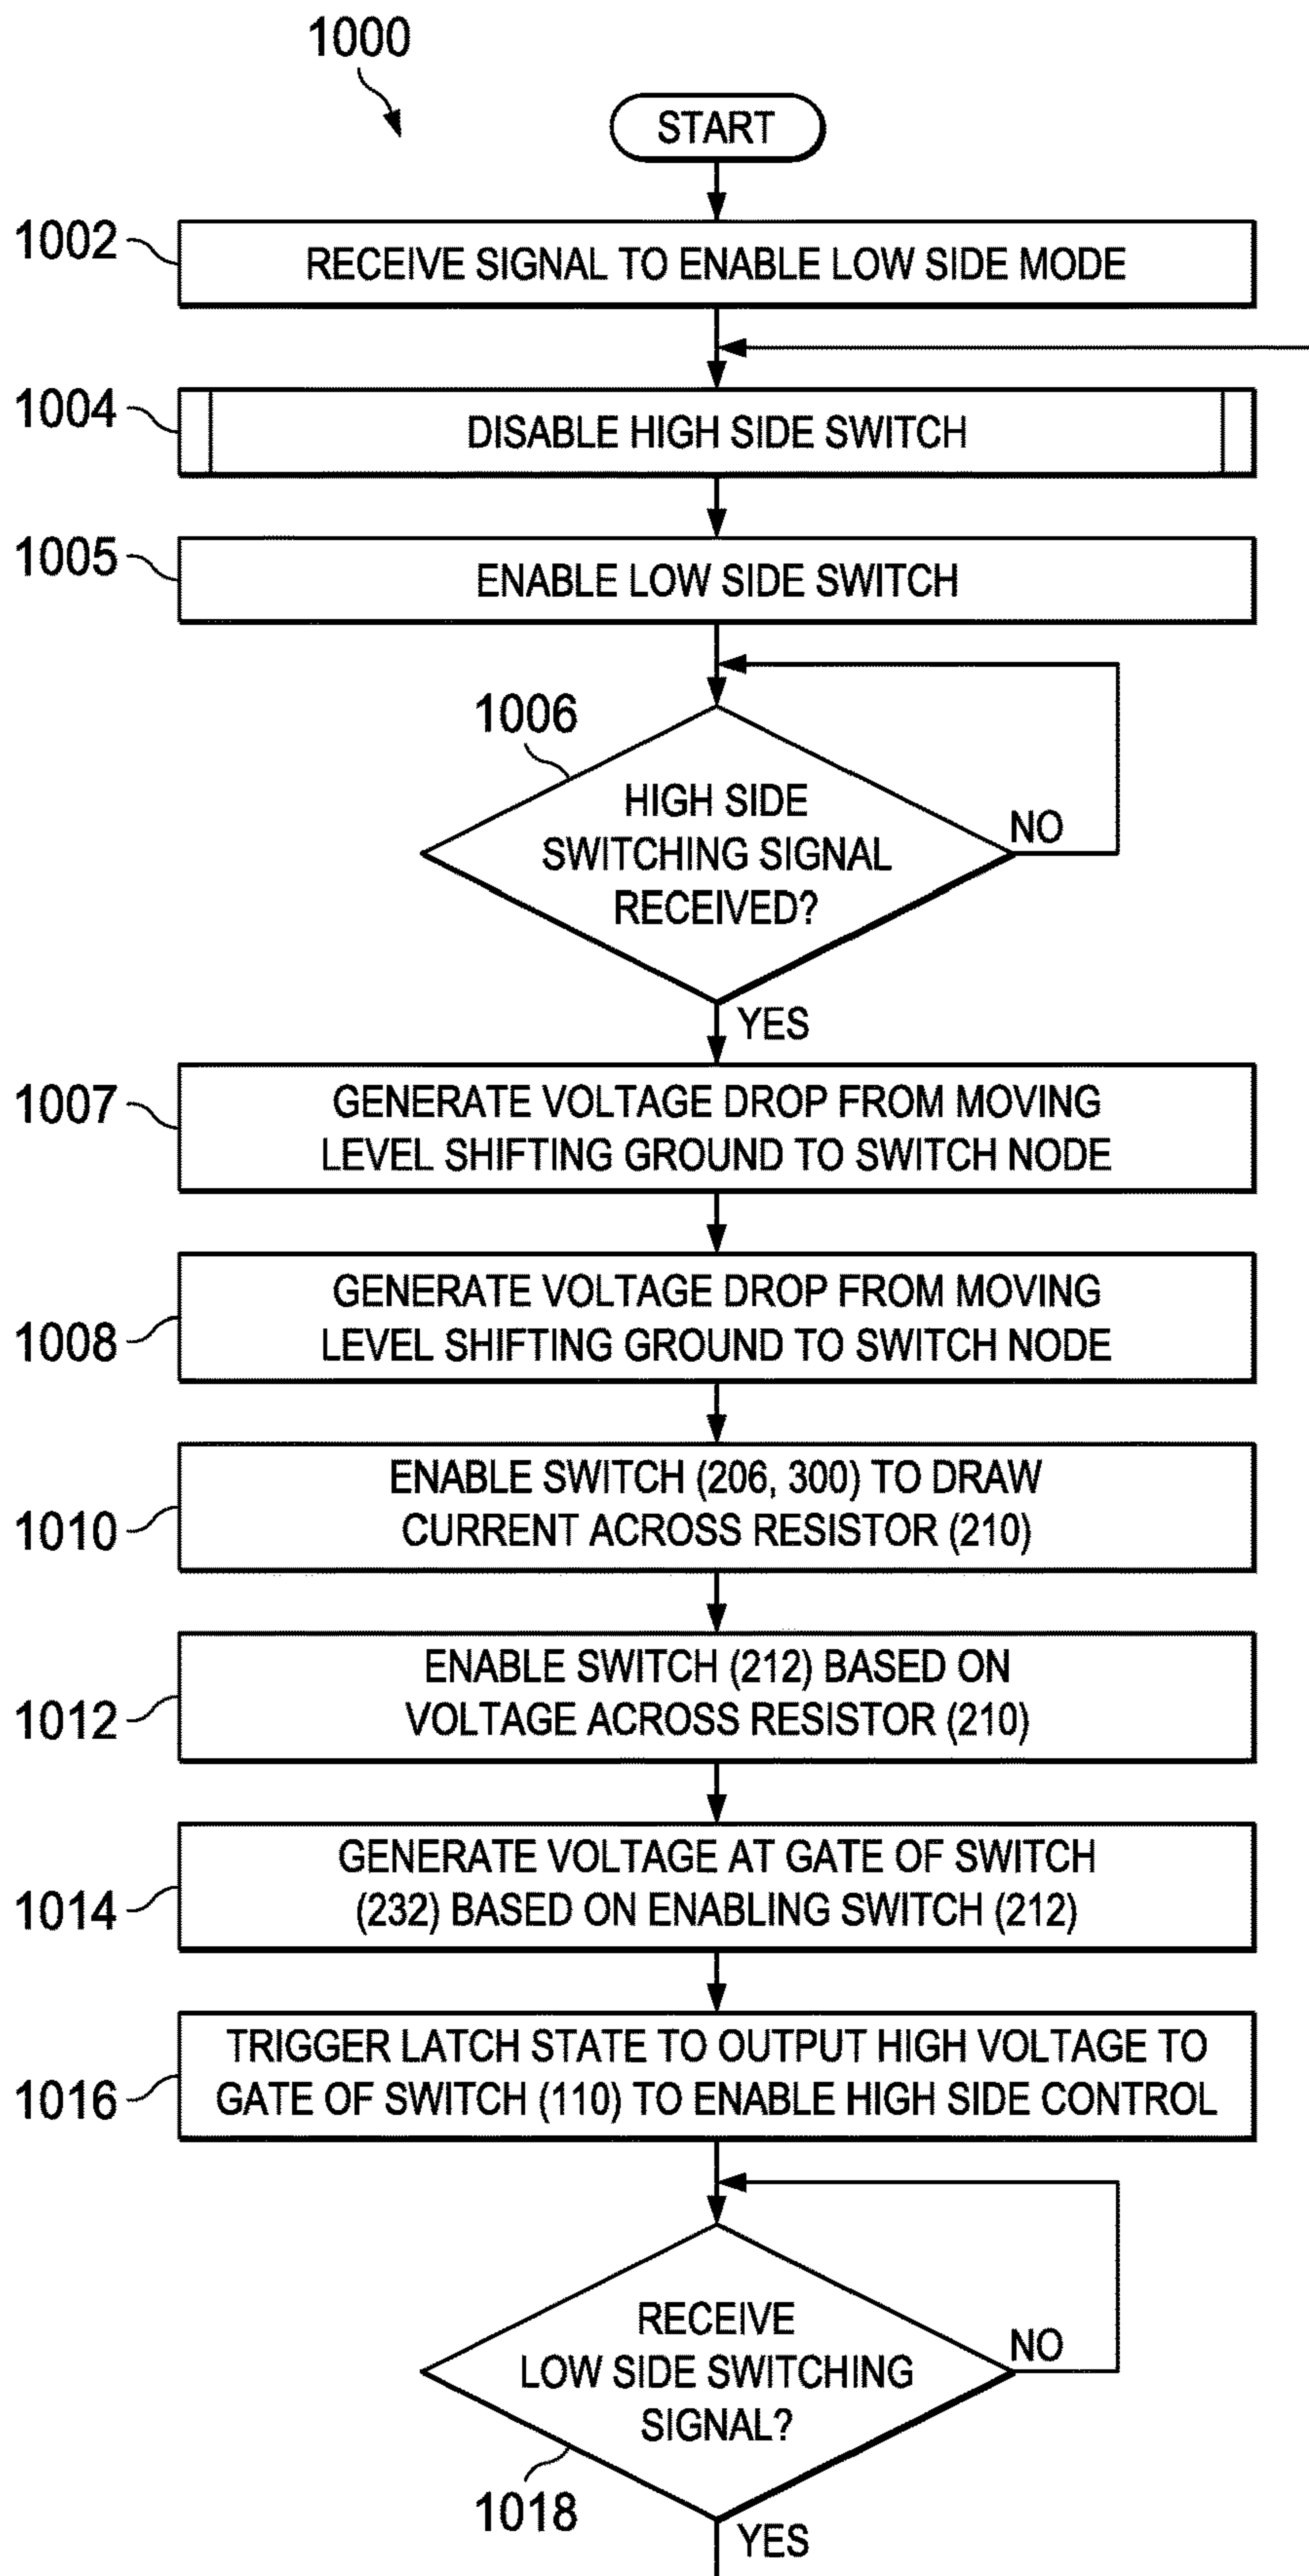 1000
START
1002
RECEIVE SIGNAL TO ENABLE LOW SIDE MODE
1004
DISABLE HIGH SIDE SWITCH
1005
ENABLE LOW SIDE SWITCH
1006
HIGH SIDE
SWITCHING SIGNAL
RECEIVED?
NO
YES
1007
GENERATE VOLTAGE DROP FROM MOVING
LEVEL SHIFTING GROUND TO SWITCH NODE
1008
GENERATE VOLTAGE DROP FROM MOVING
LEVEL SHIFTING GROUND TO SWITCH NODE
1010
ENABLE SWITCH (206, 300) TO DRAW
CURRENT ACROSS RESISTOR (210)
1012
ENABLE SWITCH (212) BASED ON
VOLTAGE ACROSS RESISTOR (210)
1014
GENERATE VOLTAGE AT GATE OF SWITCH
(232) BASED ON ENABLING SWITCH (212)
1016
TRIGGER LATCH STATE TO OUTPUT HIGH VOLTAGE TO
GATE OF SWITCH (110) TO ENABLE HIGH SIDE CONTROL
RECEIVE
LOW SIDE SWITCHING
SIGNAL?
NO
1018
YES